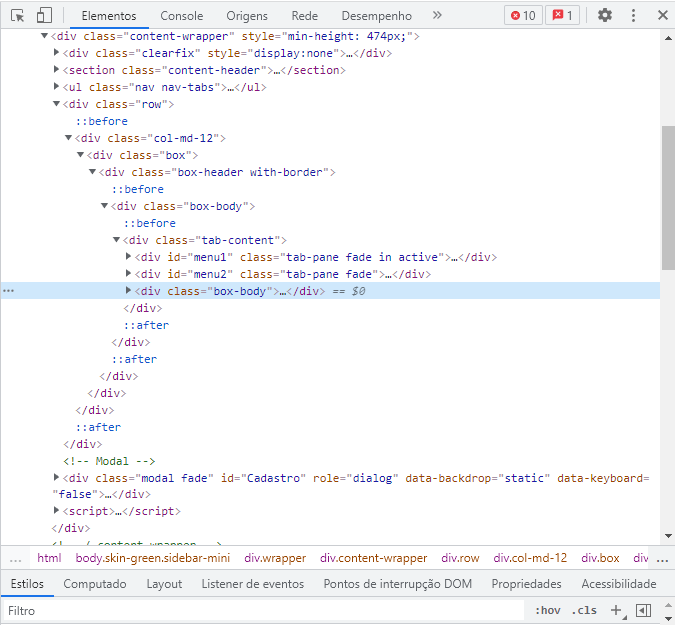 Elementos Console Origens Rede Desempenho » 10 1
▼<div class="content-wrapper" style="min-height: 474px;">
▶<div class="clearfix" style="display:none">…</div>
▶<section class="content-header">…</section>
▶<ul class="nav nav-tabs">…</ul>
▼<div class="row">
::before
▼<div class="col-md-12">
▼<div class="box">
▼<div class="box-header with-border">
::before
▼<div class="box-body">
::before
▼<div class="tab-content">
▶<div id="menu1" class="tab-pane fade in active">…</div>
▶<div id="menu2" class="tab-pane fade">…</div>
… ▶<div class="box-body">…</div> == $0
</div>
::after
</div>
::after
</div>
</div>
</div>
::after
</div>
<!-- Modal -->
▶<div class="modal fade" id="Cadastro" role="dialog" data-backdrop="static" data-keyboard=
"false">…</div>
▶<script>…</script>
</div>
<!-- /.content-wrapper -->
… html body.skin-green.sidebar-mini div.wrapper div.content-wrapper div.row div.col-md-12 div.box div …
Estilos Computado Layout Listener de eventos Pontos de interrupção DOM Propriedades Acessibilidade
Filtro :hov .cls +